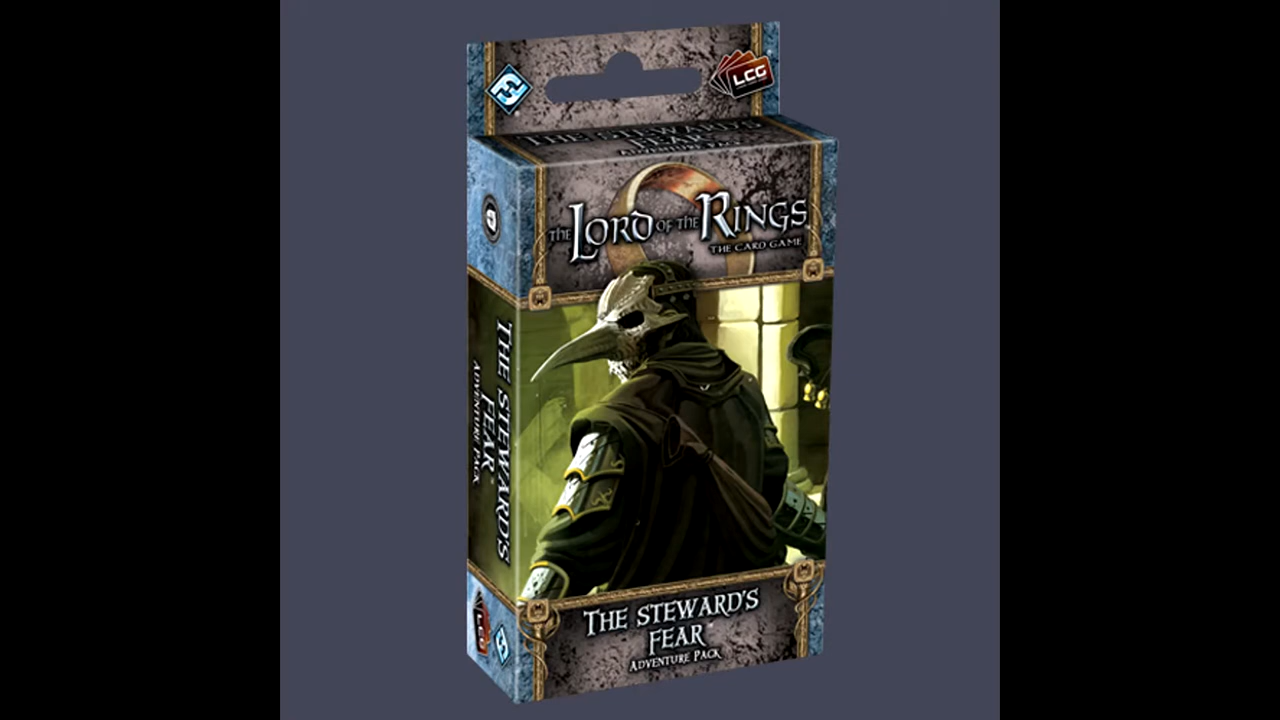 LCG
THE STEWARD'S
FEAR
ADVENTURE PACK
THE LORD OF THE RINGS
THE CARD GAME
THE STEWARD'S
FEAR
ADVENTURE PACK
THE STEWARD'S
FEAR
ADVENTURE PACK
LCG